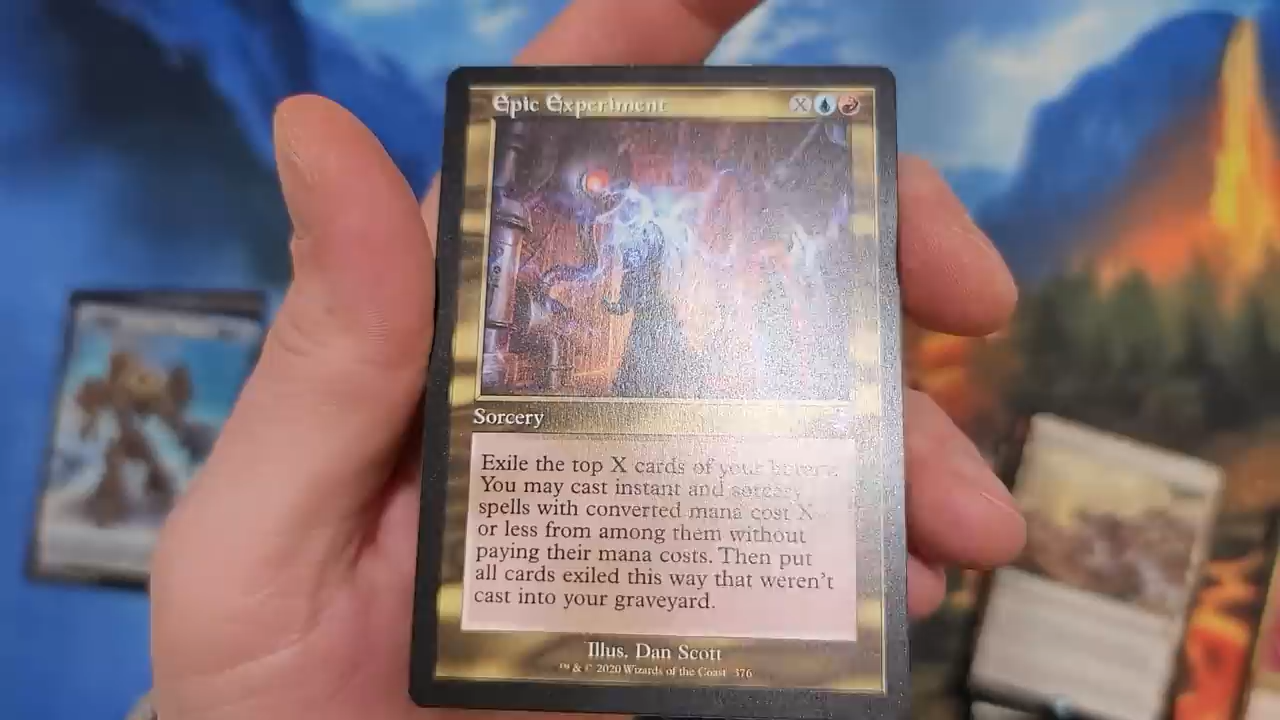 Epic Experiment X
Sorcery
Exile the top X cards of your library.
You may cast instant and sorcery
spells with converted mana cost X
or less from among them without
paying their mana costs. Then put
all cards exiled this way that weren't
cast into your graveyard.
Illus. Dan Scott
™ & © 2020 Wizards of the Coast 376